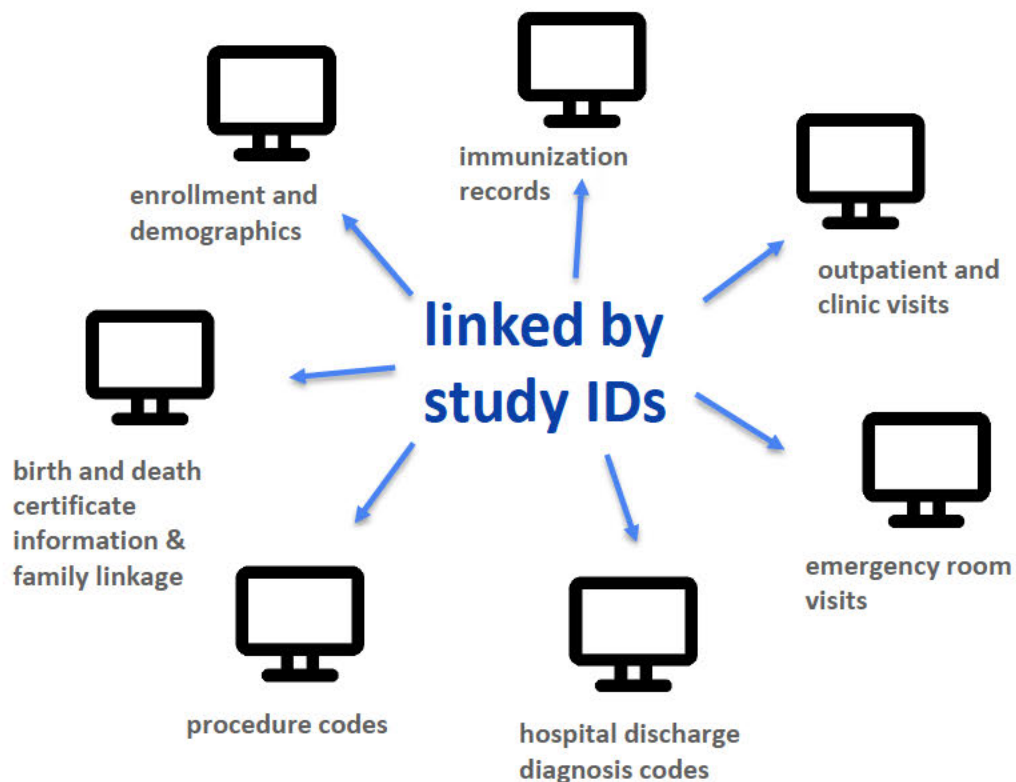 immunization
records
enrollment and
demographics
outpatient and
clinic visits
linked by
study IDs
birth and death
certificate
information &
family linkage
emergency room
visits
procedure codes
hospital discharge
diagnosis codes